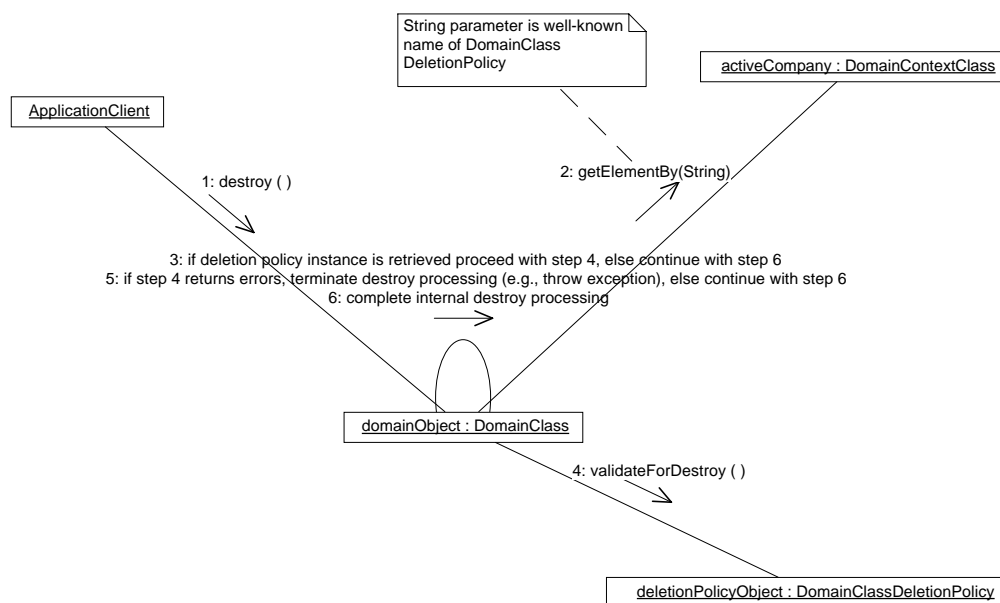 String parameter is well-known
name of DomainClass
DeletionPolicy
activeCompany : DomainContextClass
ApplicationClient
2: getElementBy(String)
1: destroy ( )
3: if deletion policy instance is retrieved proceed with step 4, else continue with step 6
5: if step 4 returns errors, terminate destroy processing (e.g., throw exception), else continue with step 6
6: complete internal destroy processing
domainObject : DomainClass
4: validateForDestroy ( )
deletionPolicyObject : DomainClassDeletionPolicy